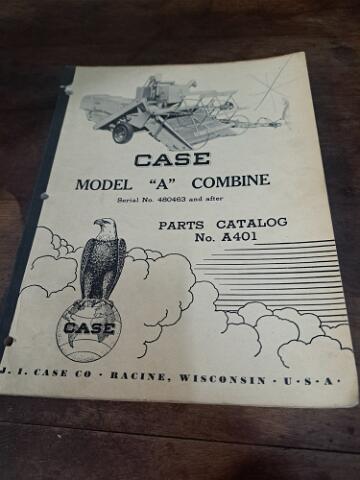 CASE
MODEL "A" COMBINE
Serial No. 480463 and after
PARTS CATALOG
No. A401
CASE
J. I. CASE CO · RACINE, WISCONSIN · U · S · A ·